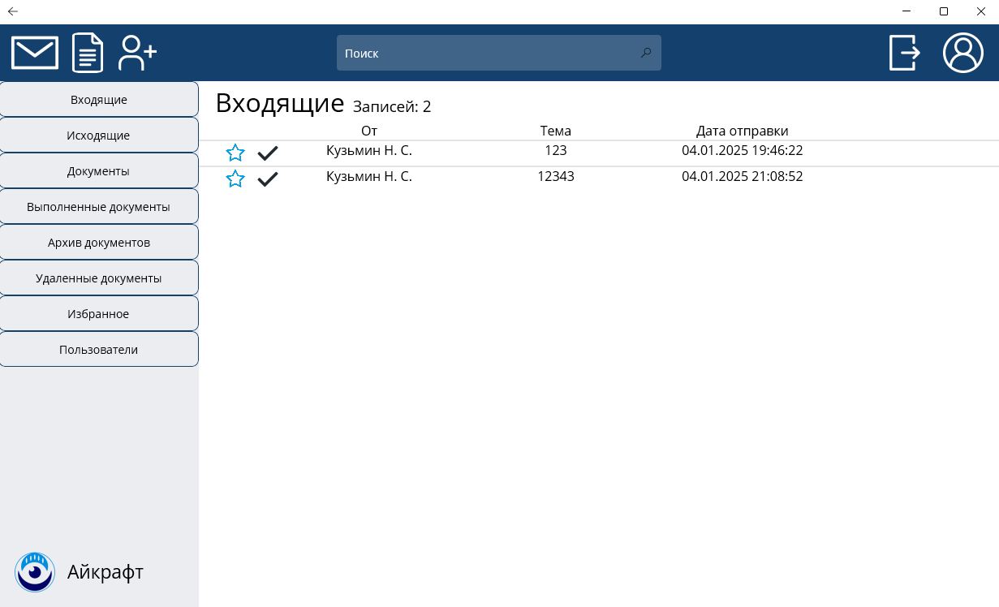 Поиск
Входящие
Исходящие
Документы
Выполненные документы
Архив документов
Удаленные документы
Избранное
Пользователи
Айкрафт
Входящие Записей: 2
От Тема Дата отправки
Кузьмин Н. С. 123 04.01.2025 19:46:22
Кузьмин Н. С. 12343 04.01.2025 21:08:52